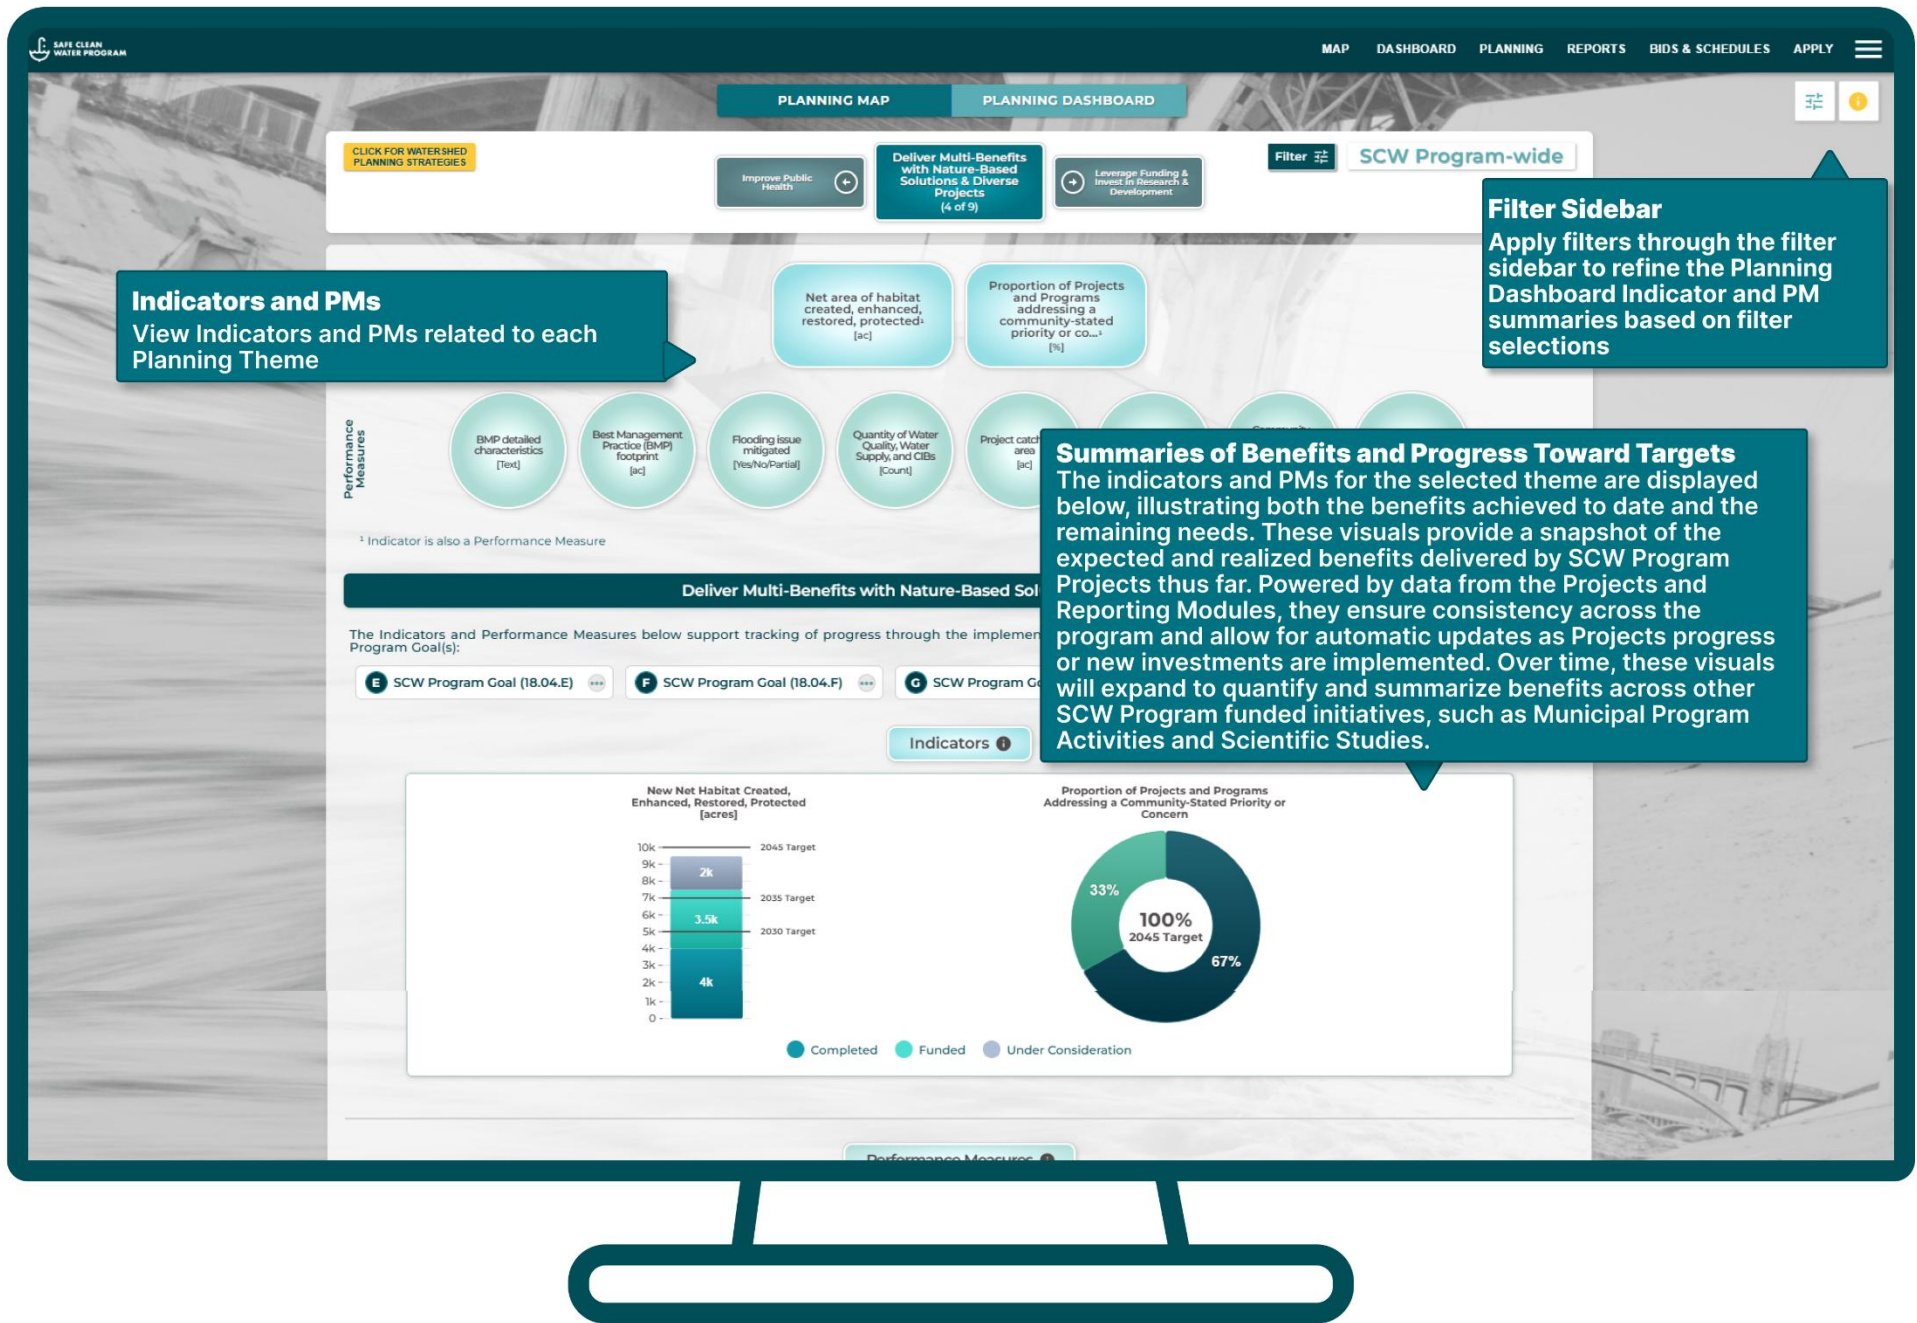 SAFE CLEAN
WATER PROGRAM
MAP DASHBOARD PLANNING REPORTS BIDS & SCHEDULES APPLY
PLANNING MAP PLANNING DASHBOARD
CLICK FOR WATERSHED
PLANNING STRATEGIES
Improve Public
Health
Deliver Multi-Benefits
with Nature-Based
Solutions & Diverse
Projects
(4 of 9)
Leverage Funding &
Invest in Research &
Development
Filter
SCW Program-wide
Filter Sidebar
Apply filters through the filter
sidebar to refine the Planning
Dashboard Indicator and PM
summaries based on filter
selections
Indicators and PMs
View Indicators and PMs related to each
Planning Theme
Net area of habitat
created, enhanced,
restored, protected¹
[ac]
Proportion of Projects
and Programs
addressing a
community-stated
priority or co...¹
[%]
Performance
Measures
BMP detailed
characteristics
[Text]
Best Management
Practice (BMP)
footprint
[ac]
Flooding issue
mitigated
[Yes/No/Partial]
Quantity of Water
Quality, Water
Supply, and CIBs
[Count]
Project catch
area
[ac]
Summaries of Benefits and Progress Toward Targets
The indicators and PMs for the selected theme are displayed
below, illustrating both the benefits achieved to date and the
remaining needs. These visuals provide a snapshot of the
expected and realized benefits delivered by SCW Program
Projects thus far. Powered by data from the Projects and
Reporting Modules, they ensure consistency across the
program and allow for automatic updates as Projects progress
or new investments are implemented. Over time, these visuals
will expand to quantify and summarize benefits across other
SCW Program funded initiatives, such as Municipal Program
Activities and Scientific Studies.
¹ Indicator is also a Performance Measure
Deliver Multi-Benefits with Nature-Based Sol
The Indicators and Performance Measures below support tracking of progress through the implemen
Program Goal(s):
E SCW Program Goal (18.04.E) ...
F SCW Program Goal (18.04.F) ...
G SCW Program Go
Indicators
New Net Habitat Created,
Enhanced, Restored, Protected
[acres]
10k
9k
8k
7k
6k
5k
4k
3k
2k
1k
0
2045 Target
2035 Target
2030 Target
2k
3.5k
4k
Proportion of Projects and Programs
Addressing a Community-Stated Priority or
Concern
33%
100%
2045 Target
67%
Completed Funded Under Consideration
Performance Measures